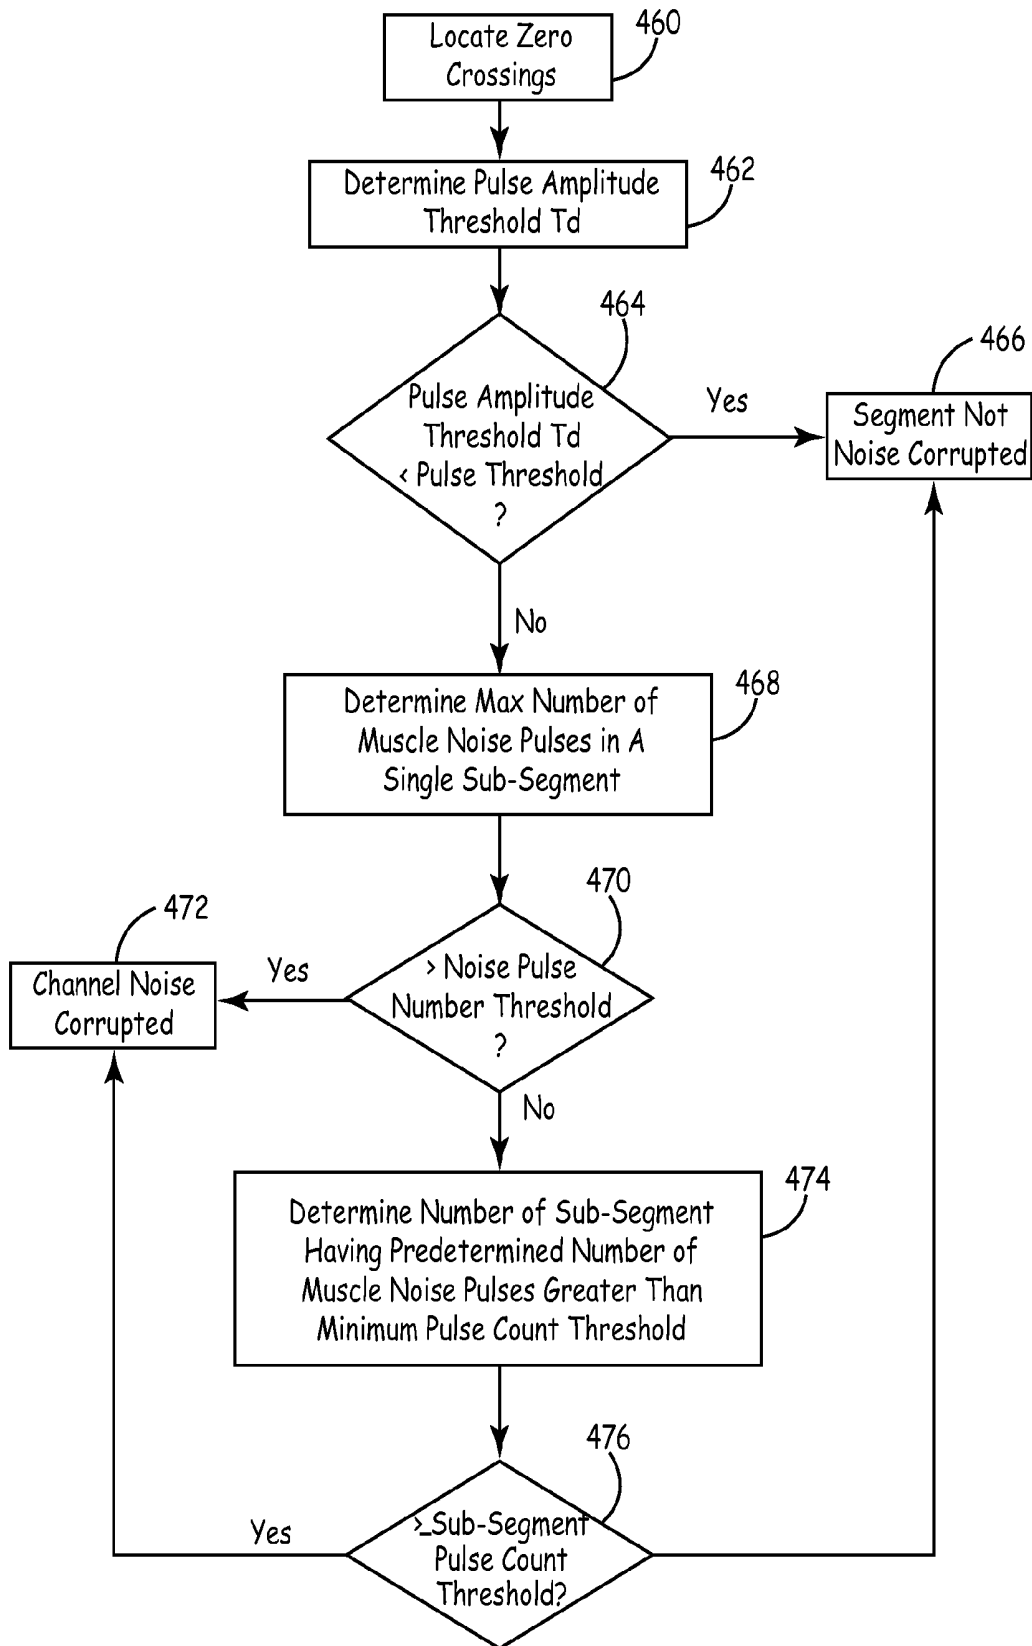 Locate Zero
Crossings
460
Determine Pulse Amplitude
Threshold Td
462
464
Pulse Amplitude
Threshold Td
< Pulse Threshold
?
Yes
466
Segment Not
Noise Corrupted
No
Determine Max Number of
Muscle Noise Pulses in A
Single Sub-Segment
468
470
> Noise Pulse
Number Threshold
?
Yes
472
Channel Noise
Corrupted
No
Determine Number of Sub-Segment
Having Predetermined Number of
Muscle Noise Pulses Greater Than
Minimum Pulse Count Threshold
474
476
≥ Sub-Segment
Pulse Count
Threshold?
Yes